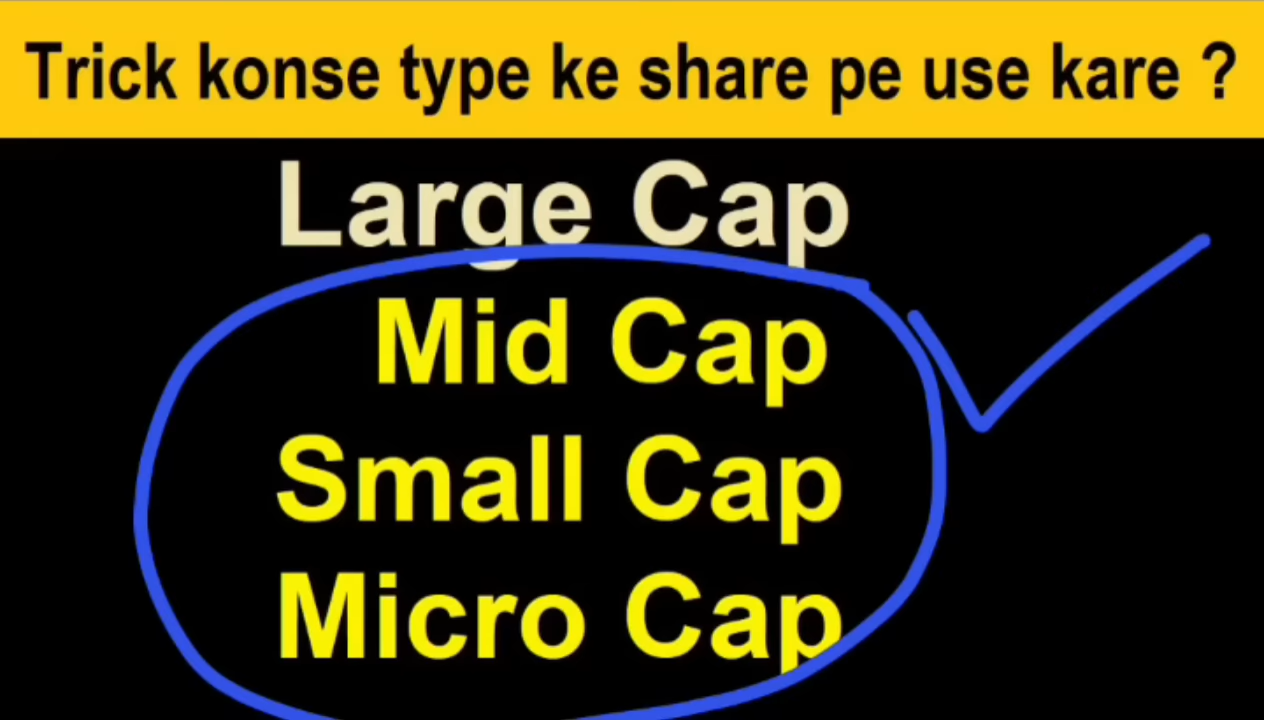 Trick konse type ke share pe use kare ?
Large Cap
Mid Cap
Small Cap
Micro Cap